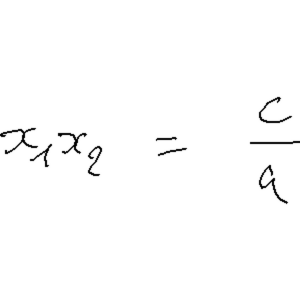 x₁x₂ = c/a